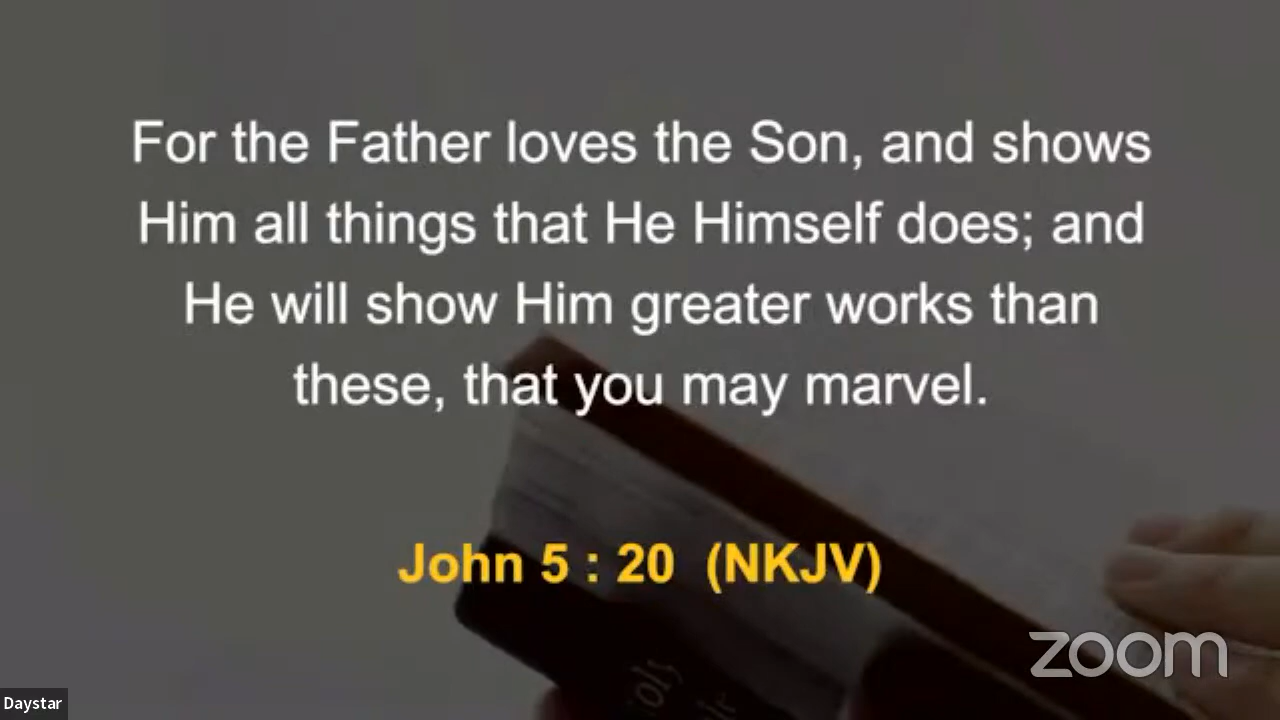 For the Father loves the Son, and shows
Him all things that He Himself does; and
He will show Him greater works than
these, that you may marvel.
John 5 : 20 (NKJV)
zoom
Daystar